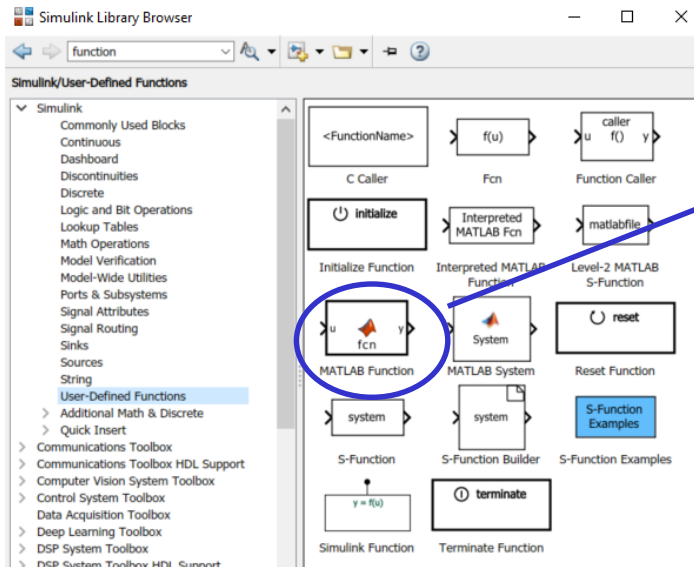 Simulink Library Browser
function
Simulink/User-Defined Functions
Simulink
Commonly Used Blocks
Continuous
Dashboard
Discontinuities
Discrete
Logic and Bit Operations
Lookup Tables
Math Operations
Model Verification
Model-Wide Utilities
Ports & Subsystems
Signal Attributes
Signal Routing
Sinks
Sources
String
User-Defined Functions
Additional Math & Discrete
Quick Insert
Communications Toolbox
Communications Toolbox HDL Support
Computer Vision System Toolbox
Control System Toolbox
Data Acquisition Toolbox
Deep Learning Toolbox
DSP System Toolbox
DSP System Toolbox HDL Support
<FunctionName>
f(u)
caller
u f() y
C Caller
Fcn
Function Caller
initialize
Interpreted
MATLAB Fcn
matlabfile
Initialize Function
Interpreted MATLAB
Function
Level-2 MATLAB
S-Function
u y
fcn
System
reset
MATLAB Function
MATLAB System
Reset Function
system
system
S-Function
Examples
S-Function
S-Function Builder
S-Function Examples
y = f(u)
terminate
Simulink Function
Terminate Function